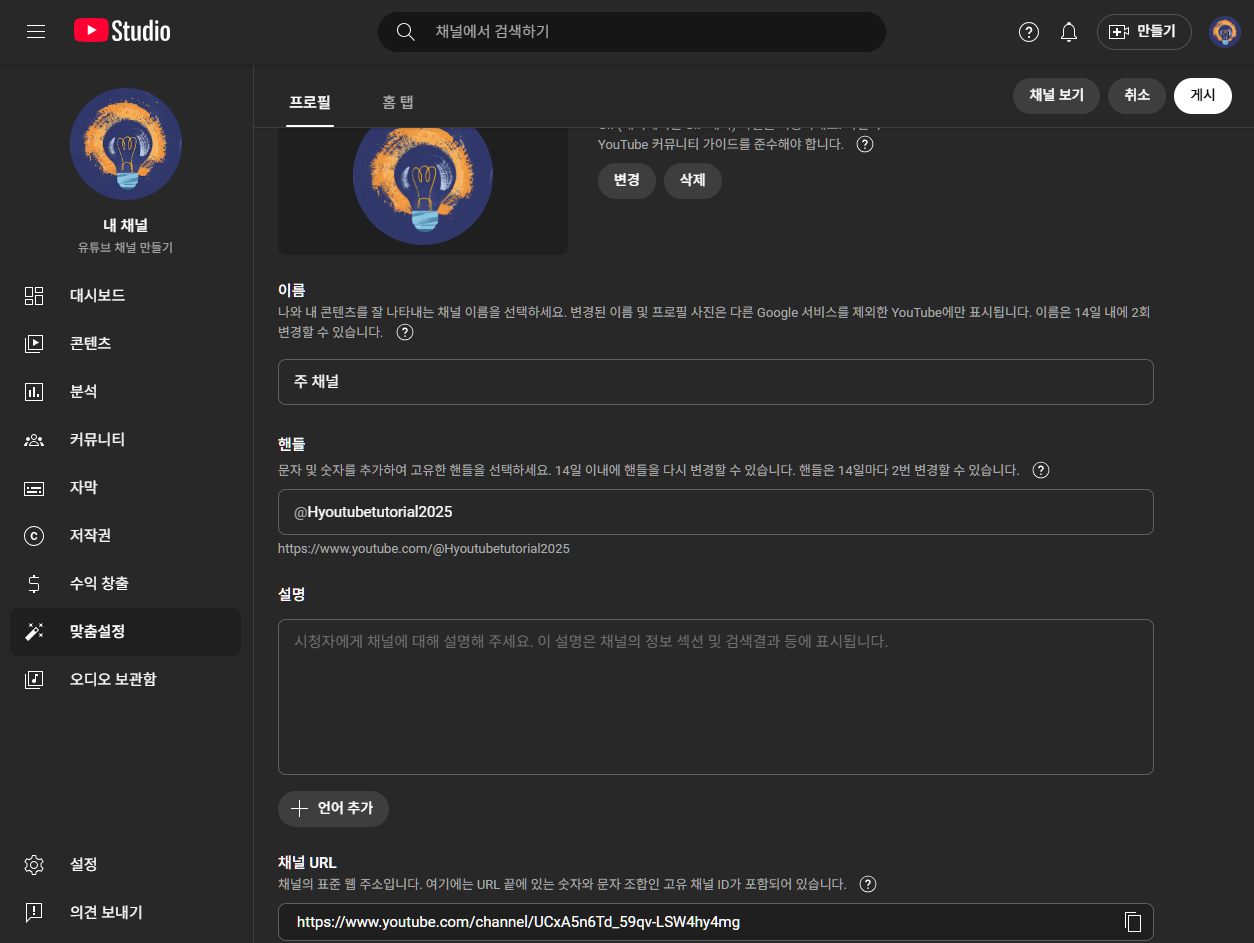 Studio
채널에서 검색하기
만들기
내 채널
유튜브 채널 만들기
대시보드
콘텐츠
분석
커뮤니티
자막
저작권
수익 창출
맞춤설정
오디오 보관함
설정
의견 보내기
프로필
홈 탭
채널 보기
취소
게시
YouTube 커뮤니티 가이드를 준수해야 합니다.
변경
삭제
이름
나와 내 콘텐츠를 잘 나타내는 채널 이름을 선택하세요. 변경된 이름 및 프로필 사진은 다른 Google 서비스를 제외한 YouTube에만 표시됩니다. 이름은 14일 내에 2회
변경할 수 있습니다.
주 채널
핸들
문자 및 숫자를 추가하여 고유한 핸들을 선택하세요. 14일 이내에 핸들을 다시 변경할 수 있습니다. 핸들은 14일마다 2번 변경할 수 있습니다.
@Hyoutubetutorial2025
https://www.youtube.com/@Hyoutubetutorial2025
설명
시청자에게 채널에 대해 설명해 주세요. 이 설명은 채널의 정보 섹션 및 검색결과 등에 표시됩니다.
언어 추가
채널 URL
채널의 표준 웹 주소입니다. 여기에는 URL 끝에 있는 숫자와 문자 조합인 고유 채널 ID가 포함되어 있습니다.
https://www.youtube.com/channel/UCxA5n6Td_59qv-LSW4hy4mg